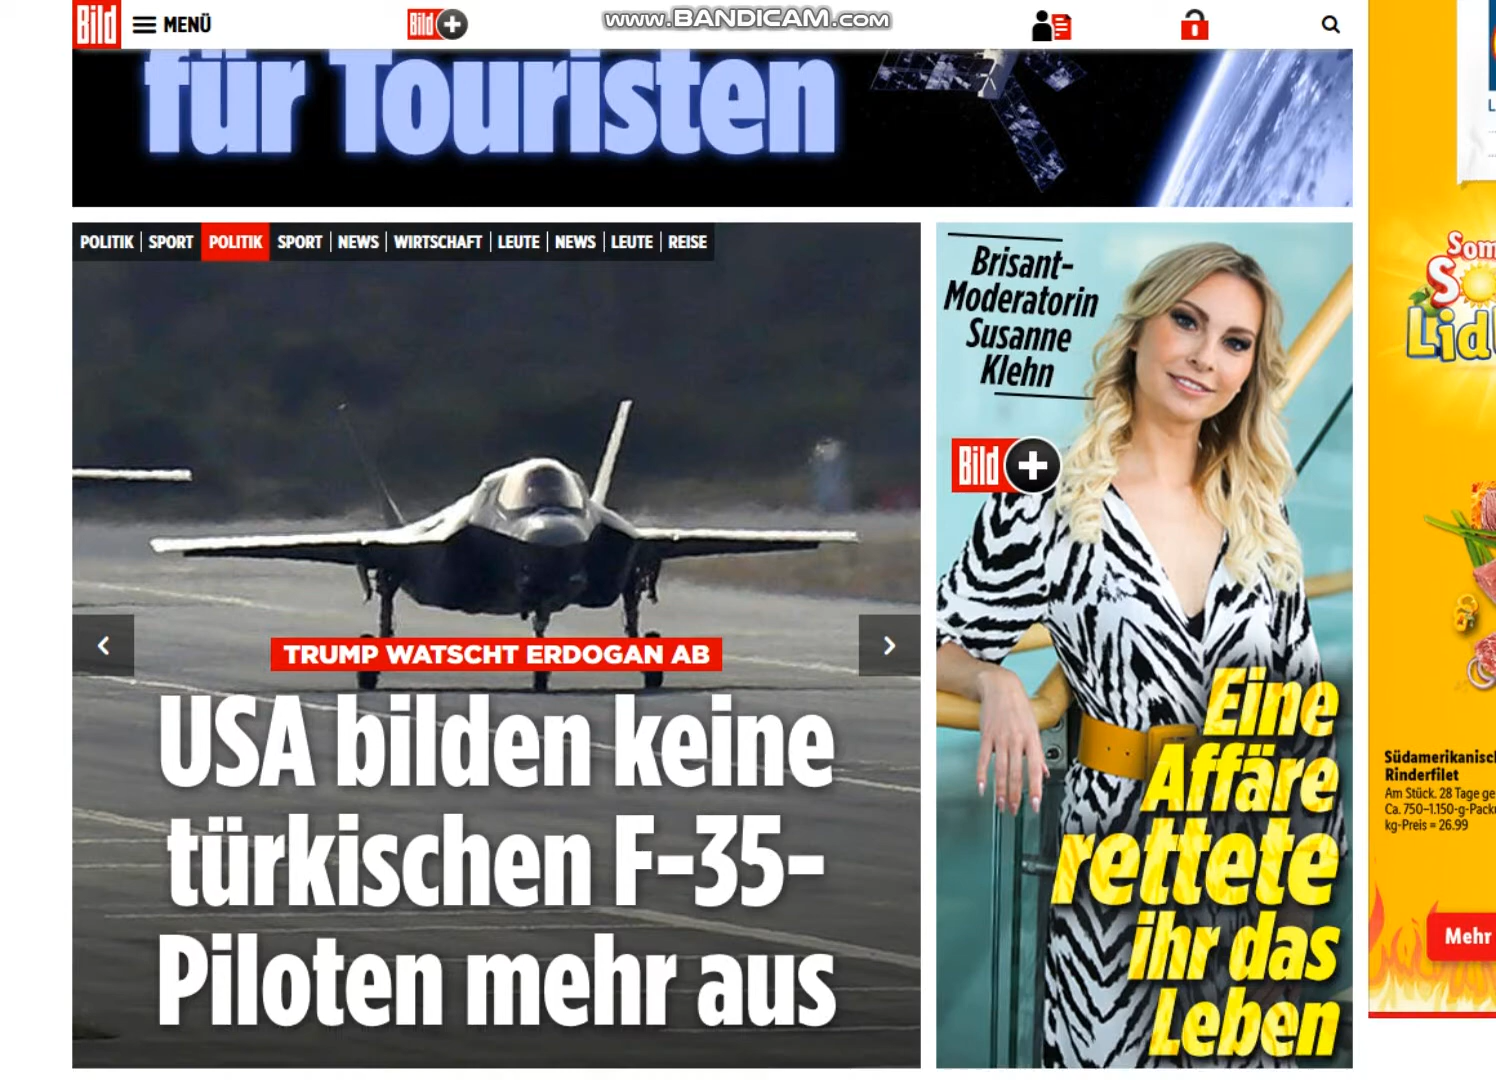 Bild
MENÜ
Bild+
www.BANDICAM.com
für Touristen
POLITIK | SPORT POLITIK SPORT | NEWS | WIRTSCHAFT | LEUTE | NEWS | LEUTE | REISE
TRUMP WATSCHT ERDOGAN AB
USA bilden keine
türkischen F-35-
Piloten mehr aus
Brisant-
Moderatorin
Susanne
Klehn
Bild+
Eine
Affäre
rettete
ihr das
Leben
Lid
Südamerikanisch
Rinderfilet
Am Stück. 28 Tage ge
Ca. 750–1.150-g-Pack
kg-Preis = 26.99
Mehr